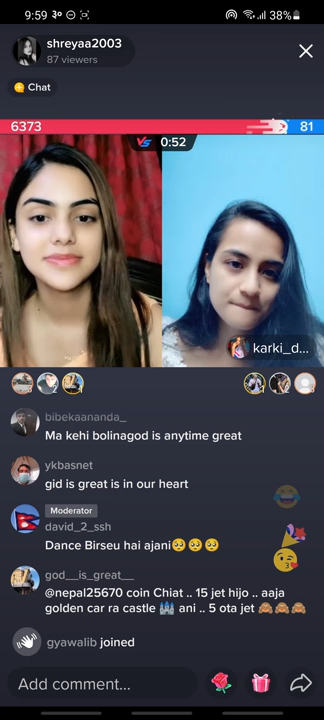 9:59 ३० 38%
shreyaa2003
87 viewers
Chat
6373 81
VS 0:52
karki_d...
bibekaananda_
Ma kehi bolinagod is anytime great
ykbasnet
gid is great is in our heart
Moderator
david_2_ssh
Dance Birseu hai ajani🥺🥺🥺
god__is_great__
@nepal25670 coin Chiat .. 15 jet hijo .. aaja
golden car ra castle 🏰 ani .. 5 ota jet 🙈🙈🙈
gyawalib joined
Add comment...